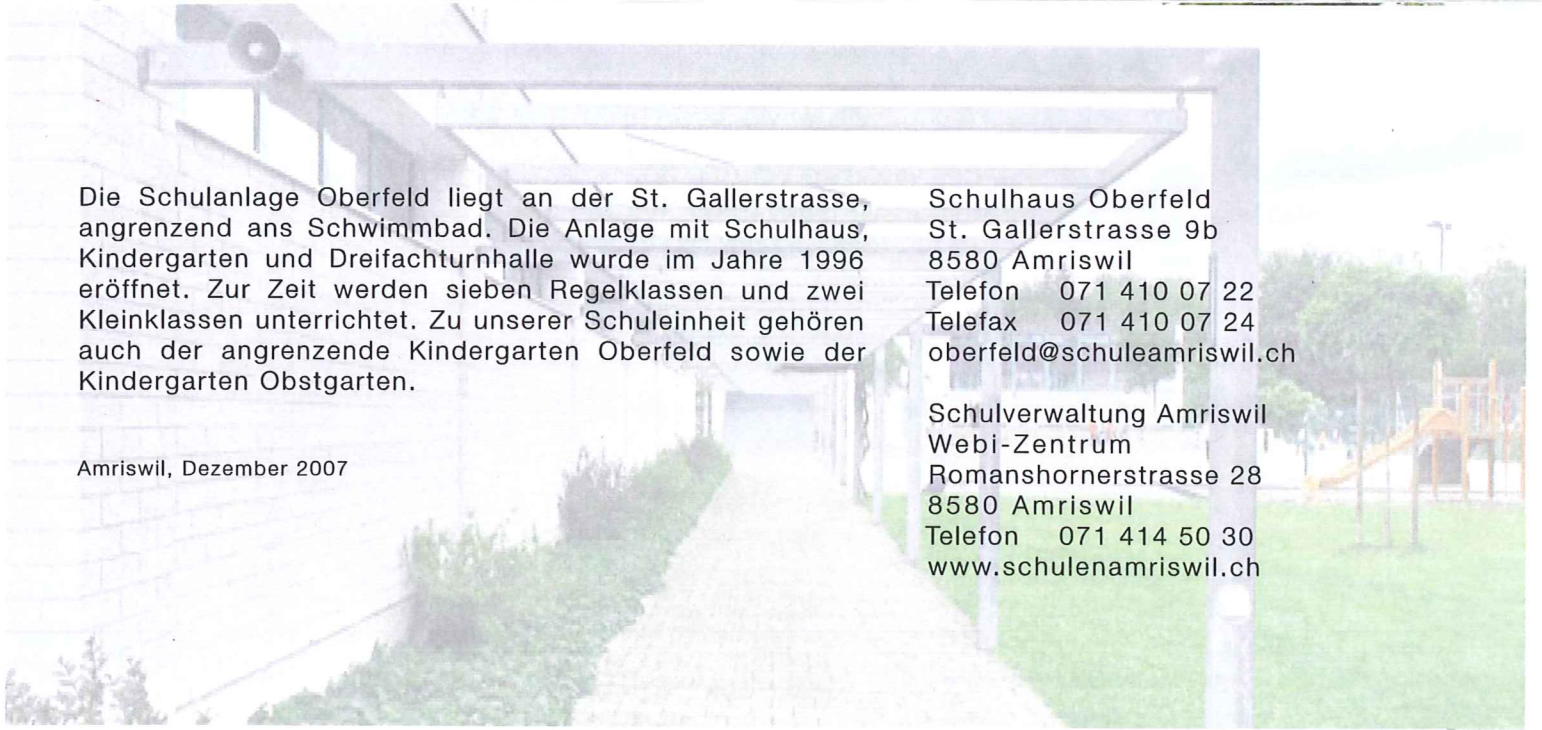 Die Schulanlage Oberfeld liegt an der St. Gallerstrasse,
angrenzend ans Schwimmbad. Die Anlage mit Schulhaus,
Kindergarten und Dreifachturnhalle wurde im Jahre 1996
eröffnet. Zur Zeit werden sieben Regelklassen und zwei
Kleinklassen unterrichtet. Zu unserer Schuleinheit gehören
auch der angrenzende Kindergarten Oberfeld sowie der
Kindergarten Obstgarten.
Amriswil, Dezember 2007
Schulhaus Oberfeld
St. Gallerstrasse 9b
8580 Amriswil
Telefon 071 410 07 22
Telefax 071 410 07 24
oberfeld@schuleamriswil.ch
Schulverwaltung Amriswil
Webi-Zentrum
Romanshornerstrasse 28
8580 Amriswil
Telefon 071 414 50 30
www.schulenamriswil.ch